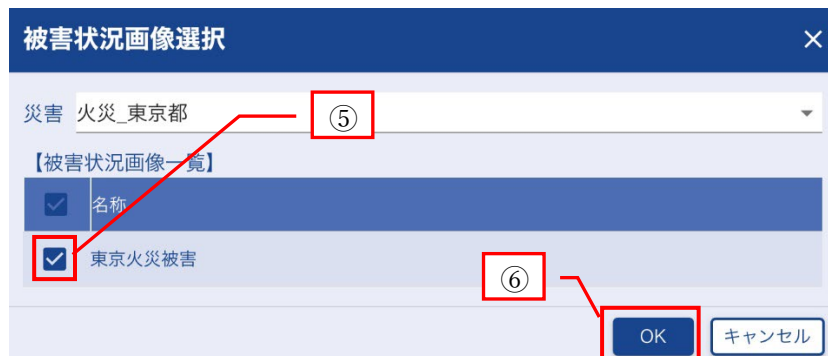 被害状況画像選択
災害 火災_東京都
⑤
【被害状況画像一覧】
名称
東京火災被害
⑥
OK キャンセル